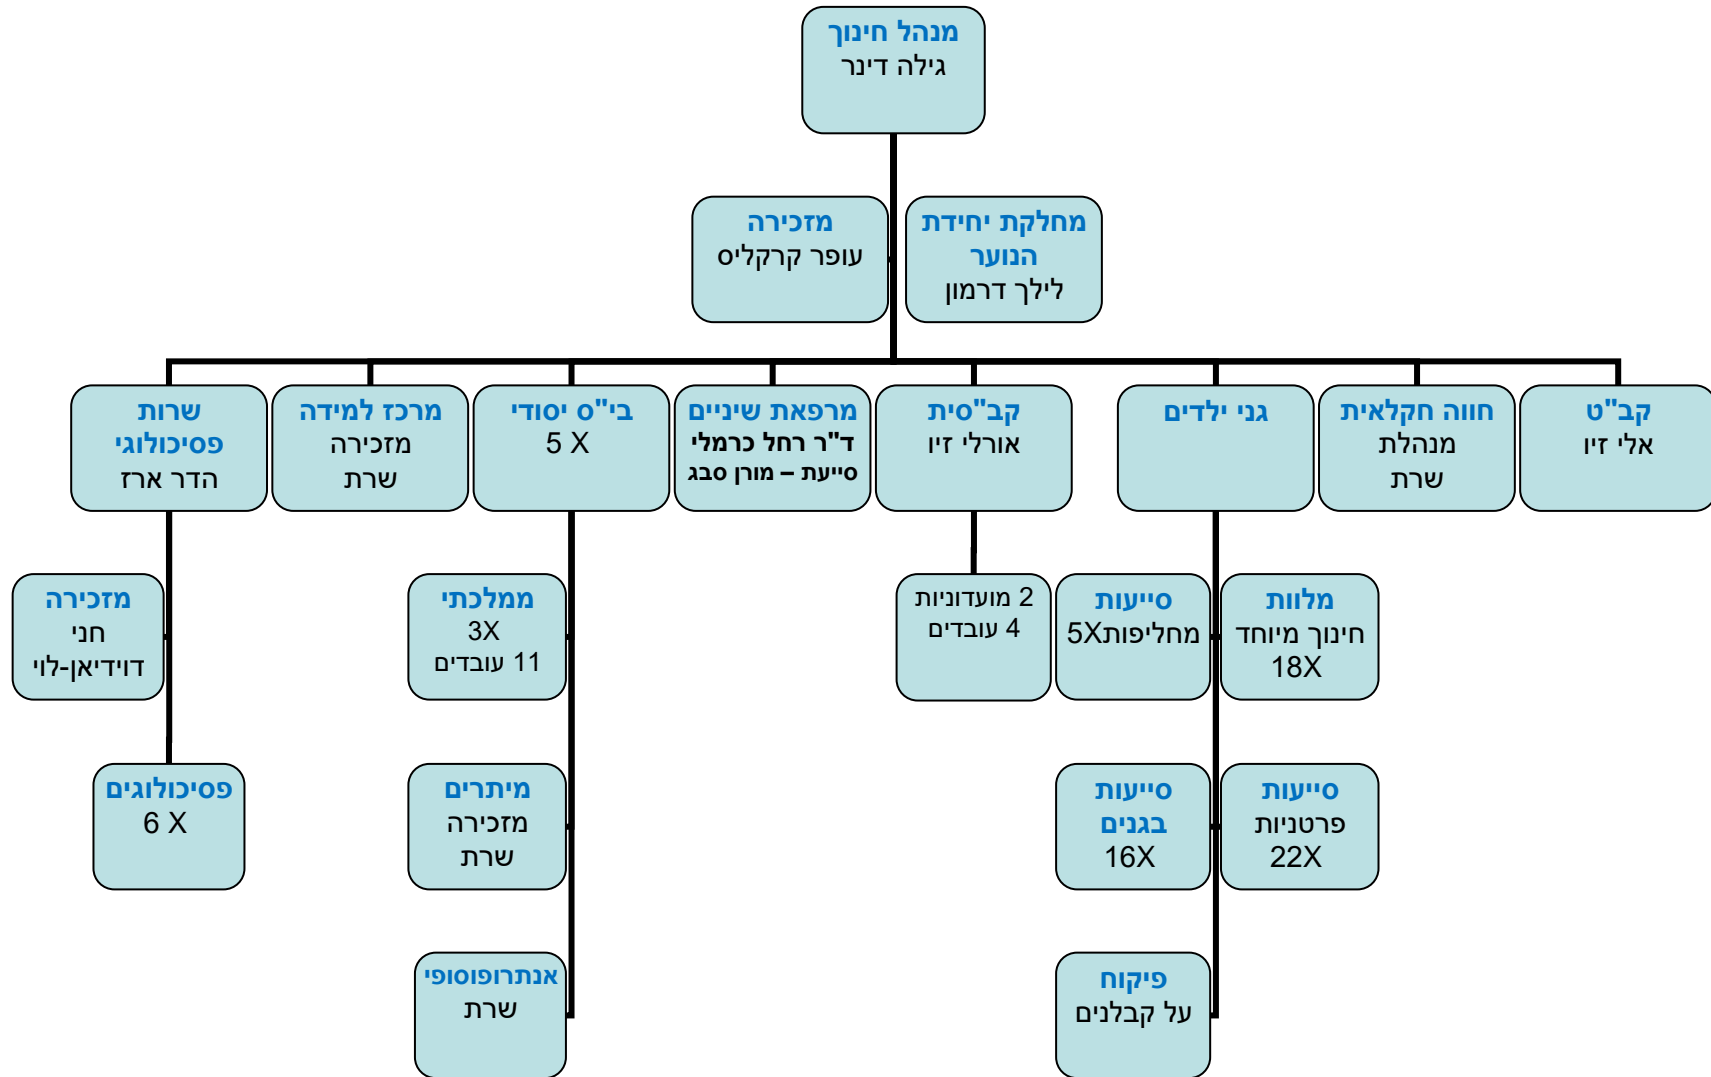 מנהל חינוך
גילה דינר
מחלקת יחידת
הנוער
לילך דרמון
מזכירה
עופר קרקליס
קב"ט
אלי זיו
חווה חקלאית
מנהלת
שרת
גני ילדים
קב"סית
אורלי זיו
מרפאת שיניים
ד"ר רחל כרמלי
סייעת – מורן סבג
בי"ס יסודי
5 X
מרכז למידה
מזכירה
שרת
שרות
פסיכולוגי
הדר ארז
מלוות
חינוך מיוחד
18X
סייעות
מחליפות5X
2 מועדוניות
4 עובדים
ממלכתי
3X
11 עובדים
מזכירה
חני
דוידיאן-לוי
סייעות
פרטניות
22X
סייעות
בגנים
16X
מיתרים
מזכירה
שרת
פסיכולוגים
6 X
פיקוח
על קבלנים
אנתרופוסופי
שרת